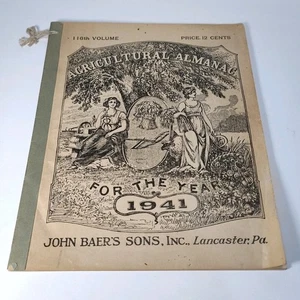 116th VOLUME PRICE, 12 CENTS
AGRICULTURAL ALMANAC
FOR THE YEAR
1941
JOHN BAER'S SONS, INC., Lancaster, Pa.